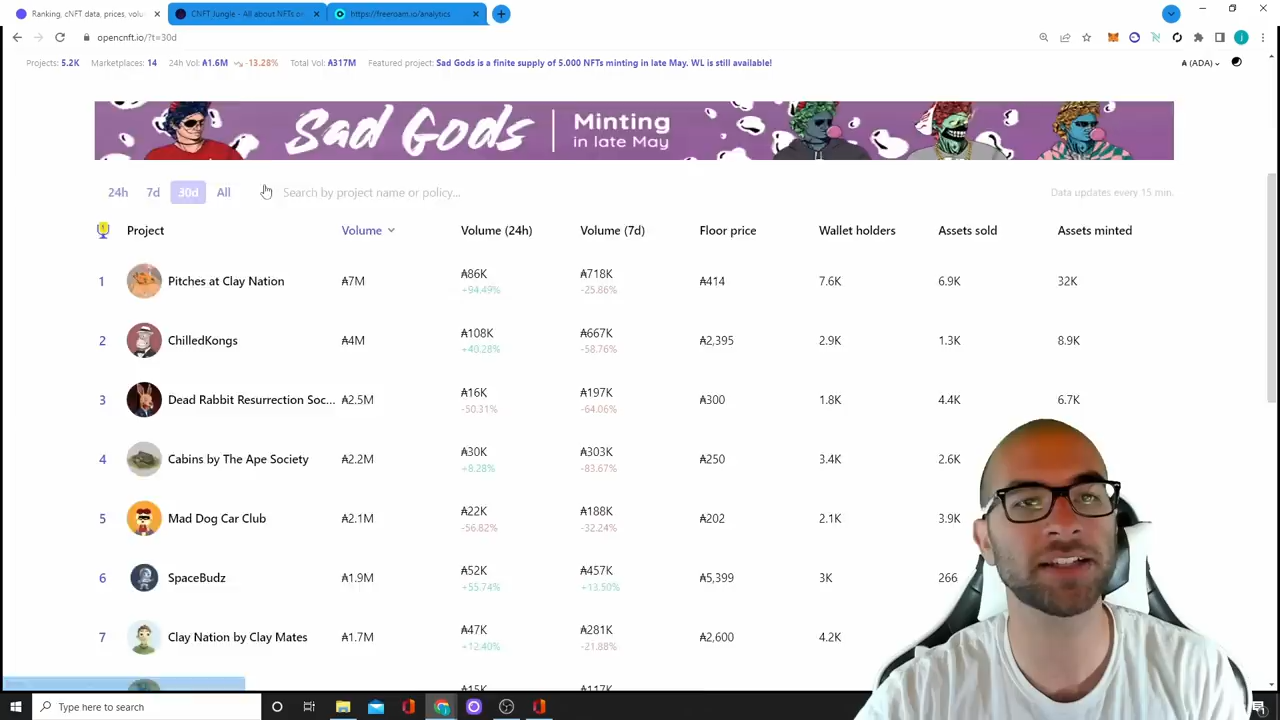 Ranking, cNFT data, prices, volu
CNFT Jungle - All about NFTs on
https://freeroam.io/analytics
opencnft.io/?t=30d
Projects: 5.2K Marketplaces: 14 24h Vol: ₳1.6M -13.28% Total Vol: ₳317M Featured project: Sad Gods is a finite supply of 5.000 NFTs minting in late May. WL is still available! ₳ (ADA)
Sad Gods Minting
in late May
24h 7d 30d All Search by project name or policy... Data updates every 15 min.
Project Volume Volume (24h) Volume (7d) Floor price Wallet holders Assets sold Assets minted
1 Pitches at Clay Nation ₳7M ₳86K +94.49% ₳718K -25.86% ₳414 7.6K 6.9K 32K
2 ChilledKongs ₳4M ₳108K +40.28% ₳667K -58.76% ₳2,395 2.9K 1.3K 8.9K
3 Dead Rabbit Resurrection Soc... ₳2.5M ₳16K -50.31% ₳197K -64.06% ₳300 1.8K 4.4K 6.7K
4 Cabins by The Ape Society ₳2.2M ₳30K +8.28% ₳303K -83.67% ₳250 3.4K 2.6K
5 Mad Dog Car Club ₳2.1M ₳22K -56.82% ₳188K -32.24% ₳202 2.1K 3.9K
6 SpaceBudz ₳1.9M ₳52K +55.74% ₳457K +13.50% ₳5,399 3K 266
7 Clay Nation by Clay Mates ₳1.7M ₳47K +12.40% ₳281K -21.88% ₳2,600 4.2K
₳15K ₳117K
Type here to search